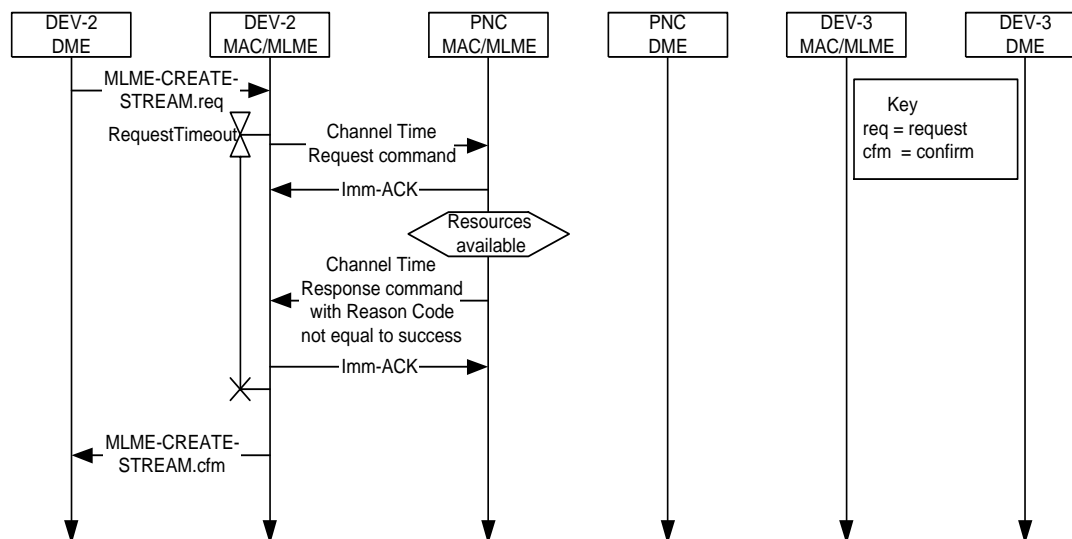 DEV-2
DME
DEV-2
MAC/MLME
PNC
MAC/MLME
PNC
DME
DEV-3
MAC/MLME
DEV-3
DME
MLME-CREATE-
STREAM.req
Key
req = request
cfm = confirm
RequestTimeout
Channel Time
Request command
Imm-ACK
Resources
available
Channel Time
Response command
with Reason Code
not equal to success
Imm-ACK
MLME-CREATE-
STREAM.cfm